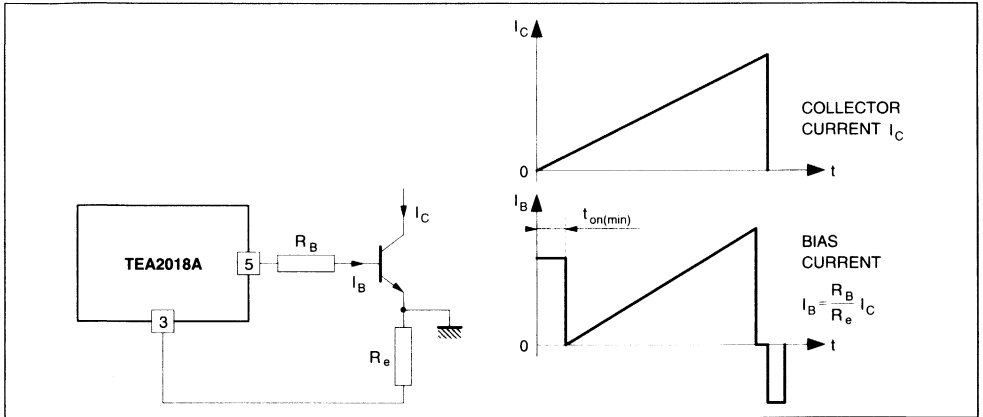 I_C
COLLECTOR
CURRENT I_C
0
t
I_B
t_on(min)
BIAS
CURRENT
I_B = R_B / R_e I_C
0
t
TEA2018A
5
R_B
I_B
I_C
3
R_e